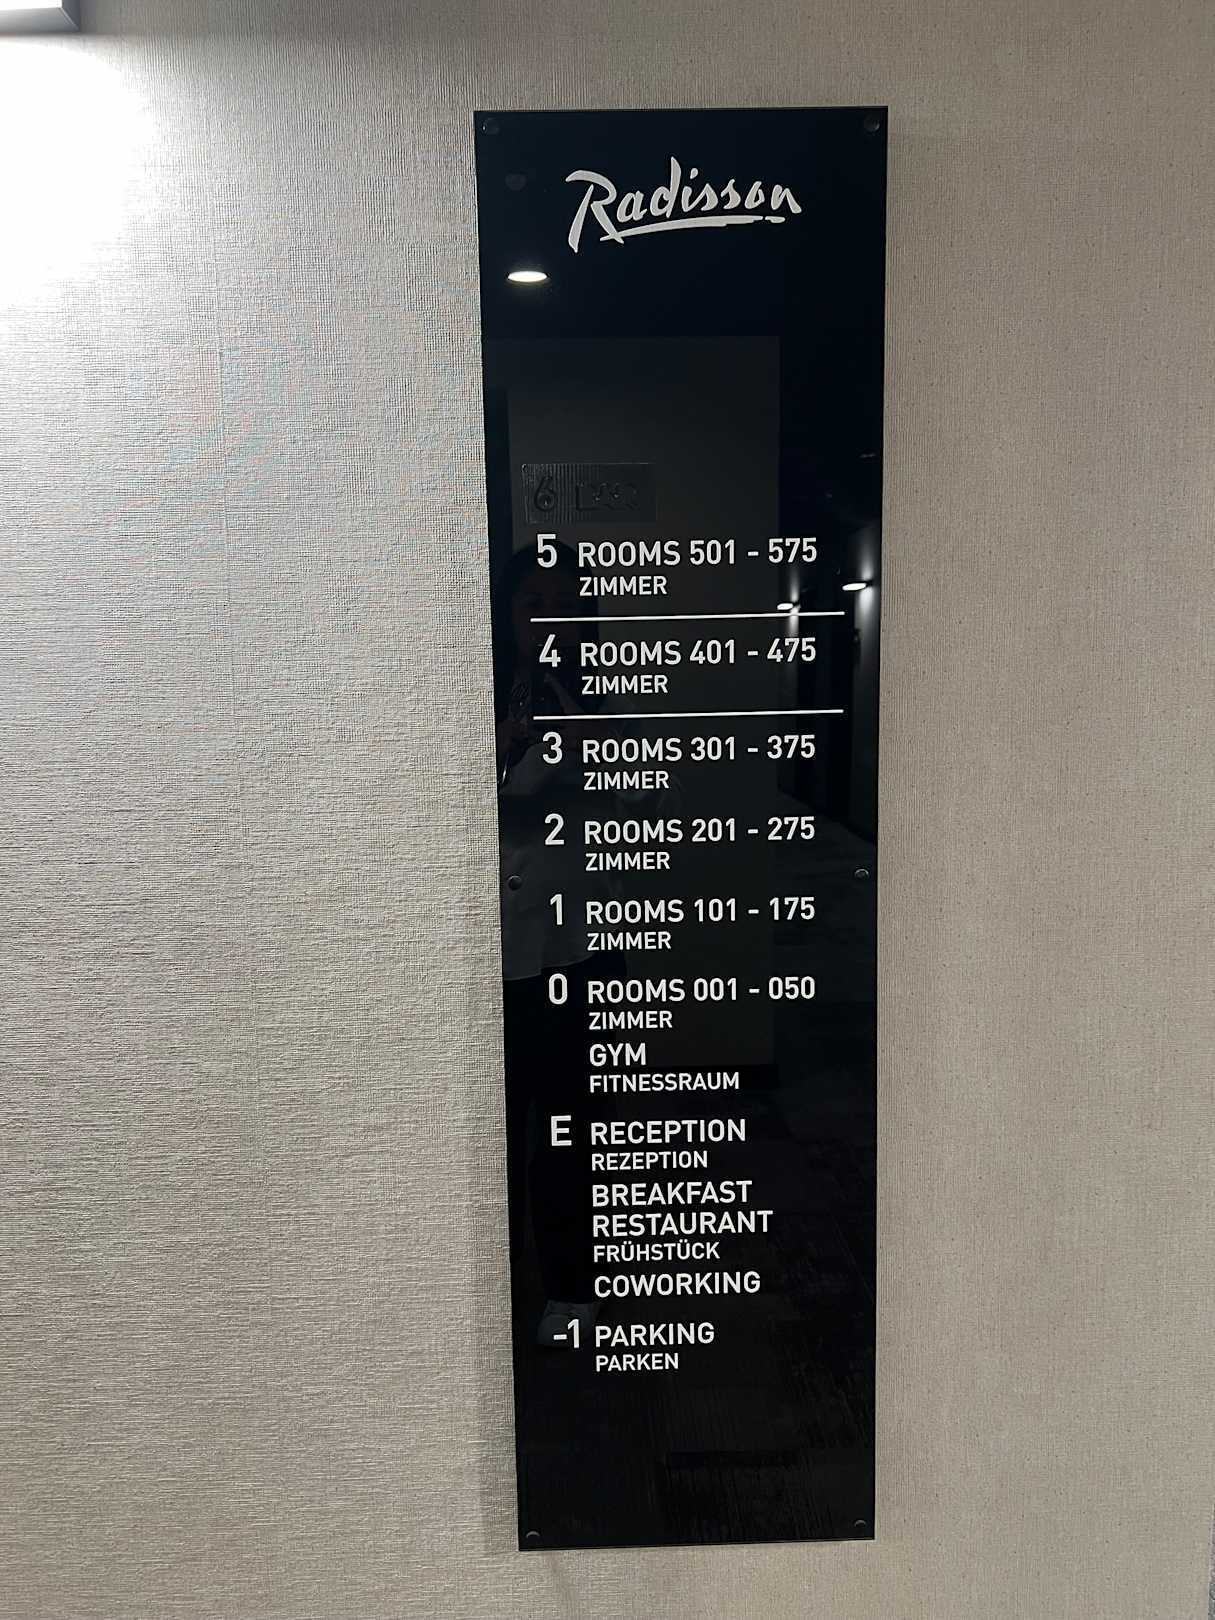 Radisson
5 ROOMS 501 - 575
ZIMMER
4 ROOMS 401 - 475
ZIMMER
3 ROOMS 301 - 375
ZIMMER
2 ROOMS 201 - 275
ZIMMER
1 ROOMS 101 - 175
ZIMMER
0 ROOMS 001 - 050
ZIMMER
GYM
FITNESSRAUM
E RECEPTION
REZEPTION
BREAKFAST
RESTAURANT
FRÜHSTÜCK
COWORKING
-1 PARKING
PARKEN